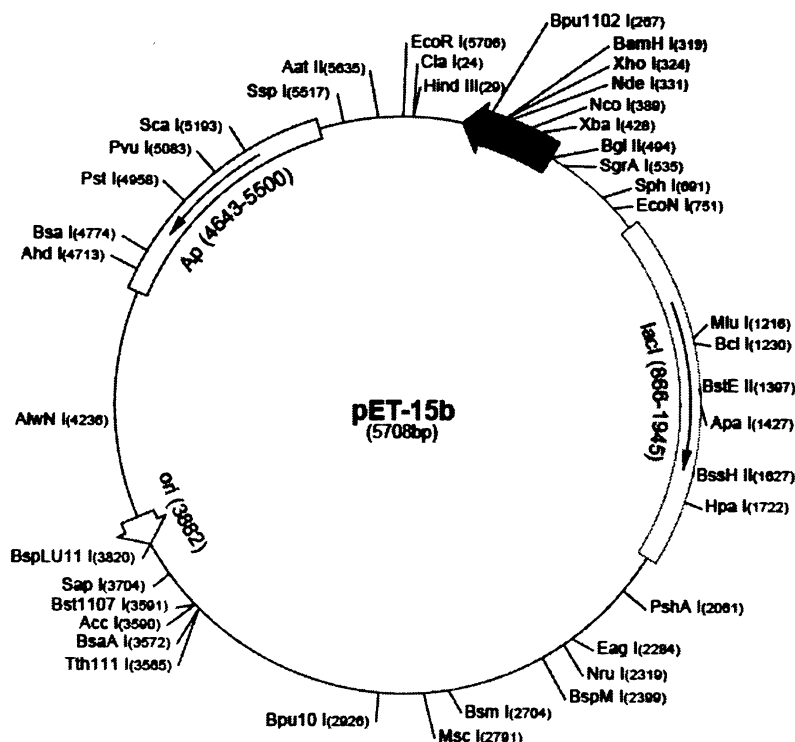 EcoR I(5706)
Cla I(24)
Hind III(29)
Bpu1102 I(267)
BamH I(319)
Xho I(324)
Nde I(331)
Nco I(389)
Xba I(428)
Bgl II(494)
SgrA I(535)
Sph I(691)
EcoN I(751)
Aat II(5635)
Ssp I(5517)
Sca I(5193)
Pvu I(5083)
Pst I(4958)
Bsa I(4774)
Ahd I(4713)
Ap (4643-5500)
lacI (866-1945)
Mlu I(1216)
Bcl I(1230)
BstE II(1397)
Apa I(1427)
BssH II(1627)
Hpa I(1722)
pET-15b
(5708bp)
AlwN I(4236)
ori (3882)
BspLU11 I(3820)
Sap I(3704)
Bst1107 I(3591)
Acc I(3590)
BsaA I(3572)
Tth111 I(3565)
PshA I(2061)
Eag I(2284)
Nru I(2319)
BspM I(2399)
Bsm I(2704)
Msc I(2791)
Bpu10 I(2926)